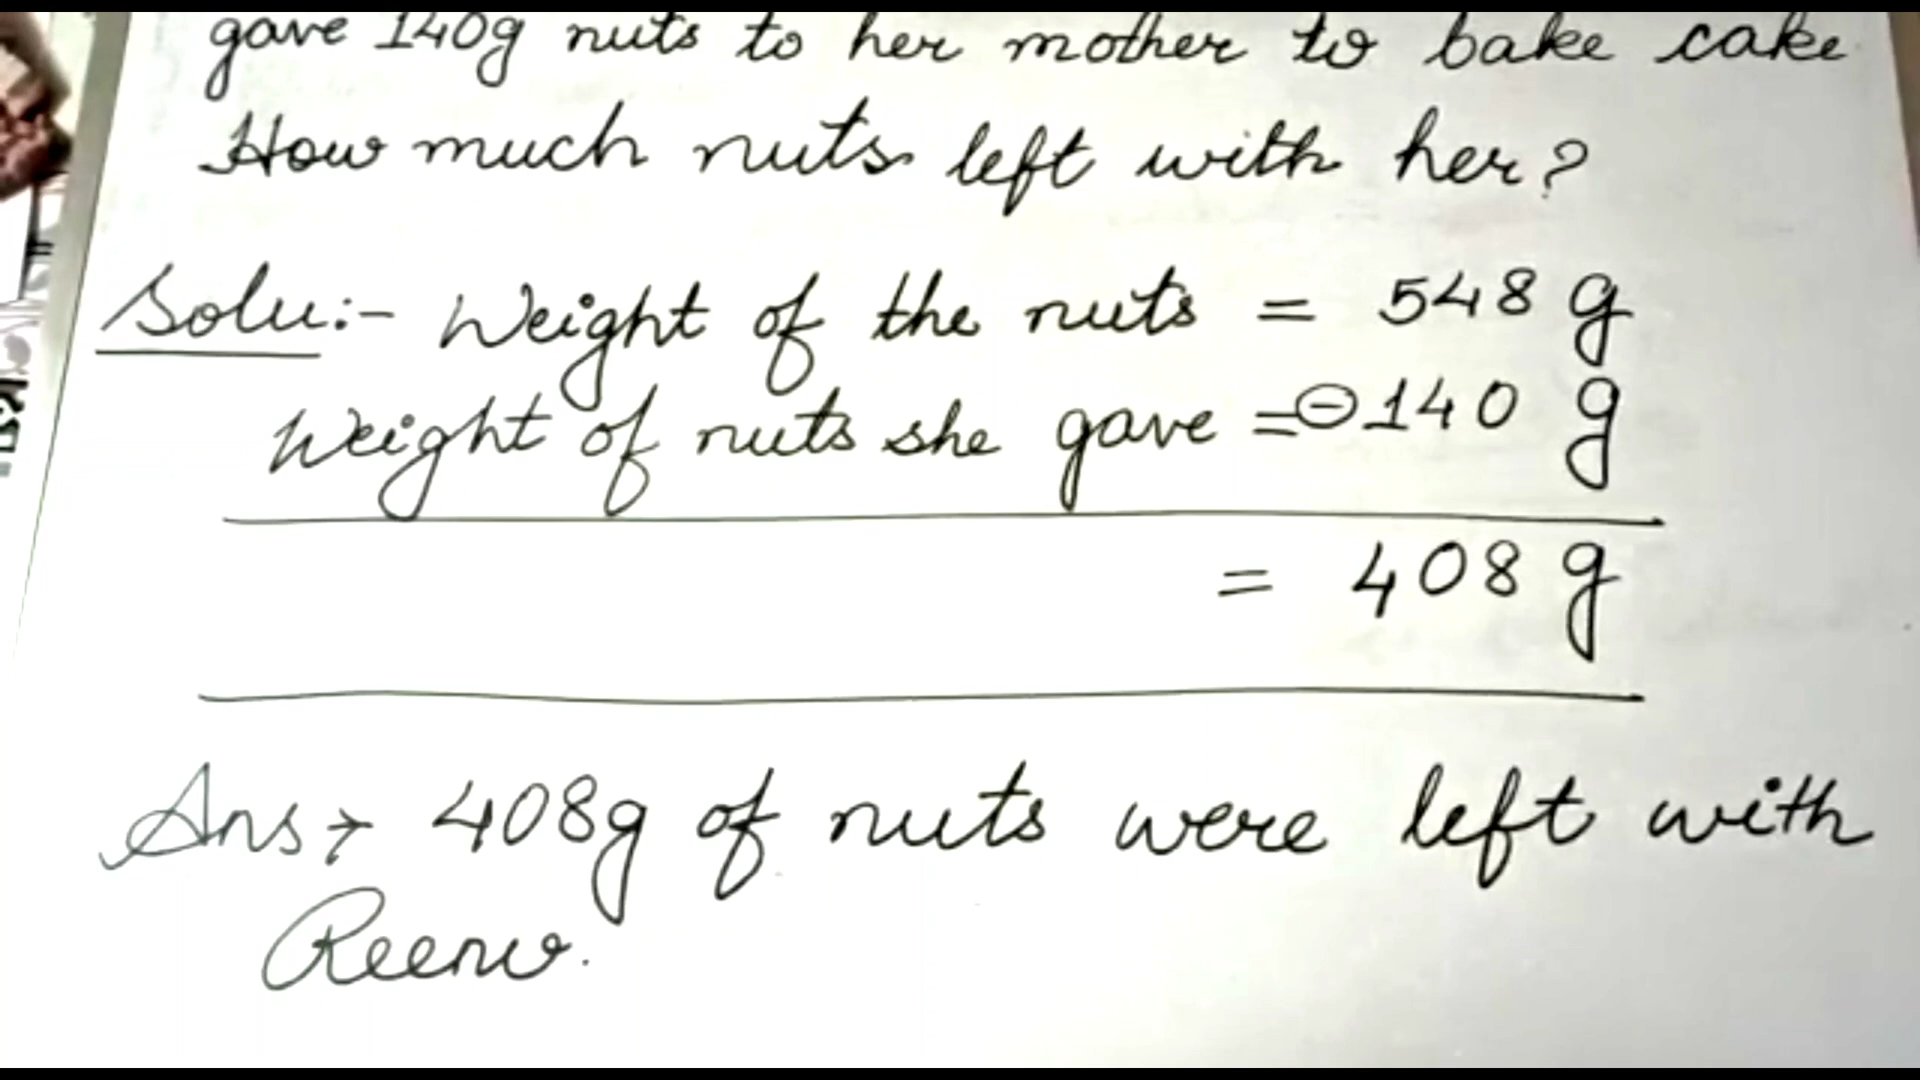 gave 140g nuts to her mother to bake cake
How much nuts left with her?
Solu:- Weight of the nuts = 548 g
Weight of nuts she gave = ⊖ 140 g
= 408 g
Ans → 408g of nuts were left with
Reenu.